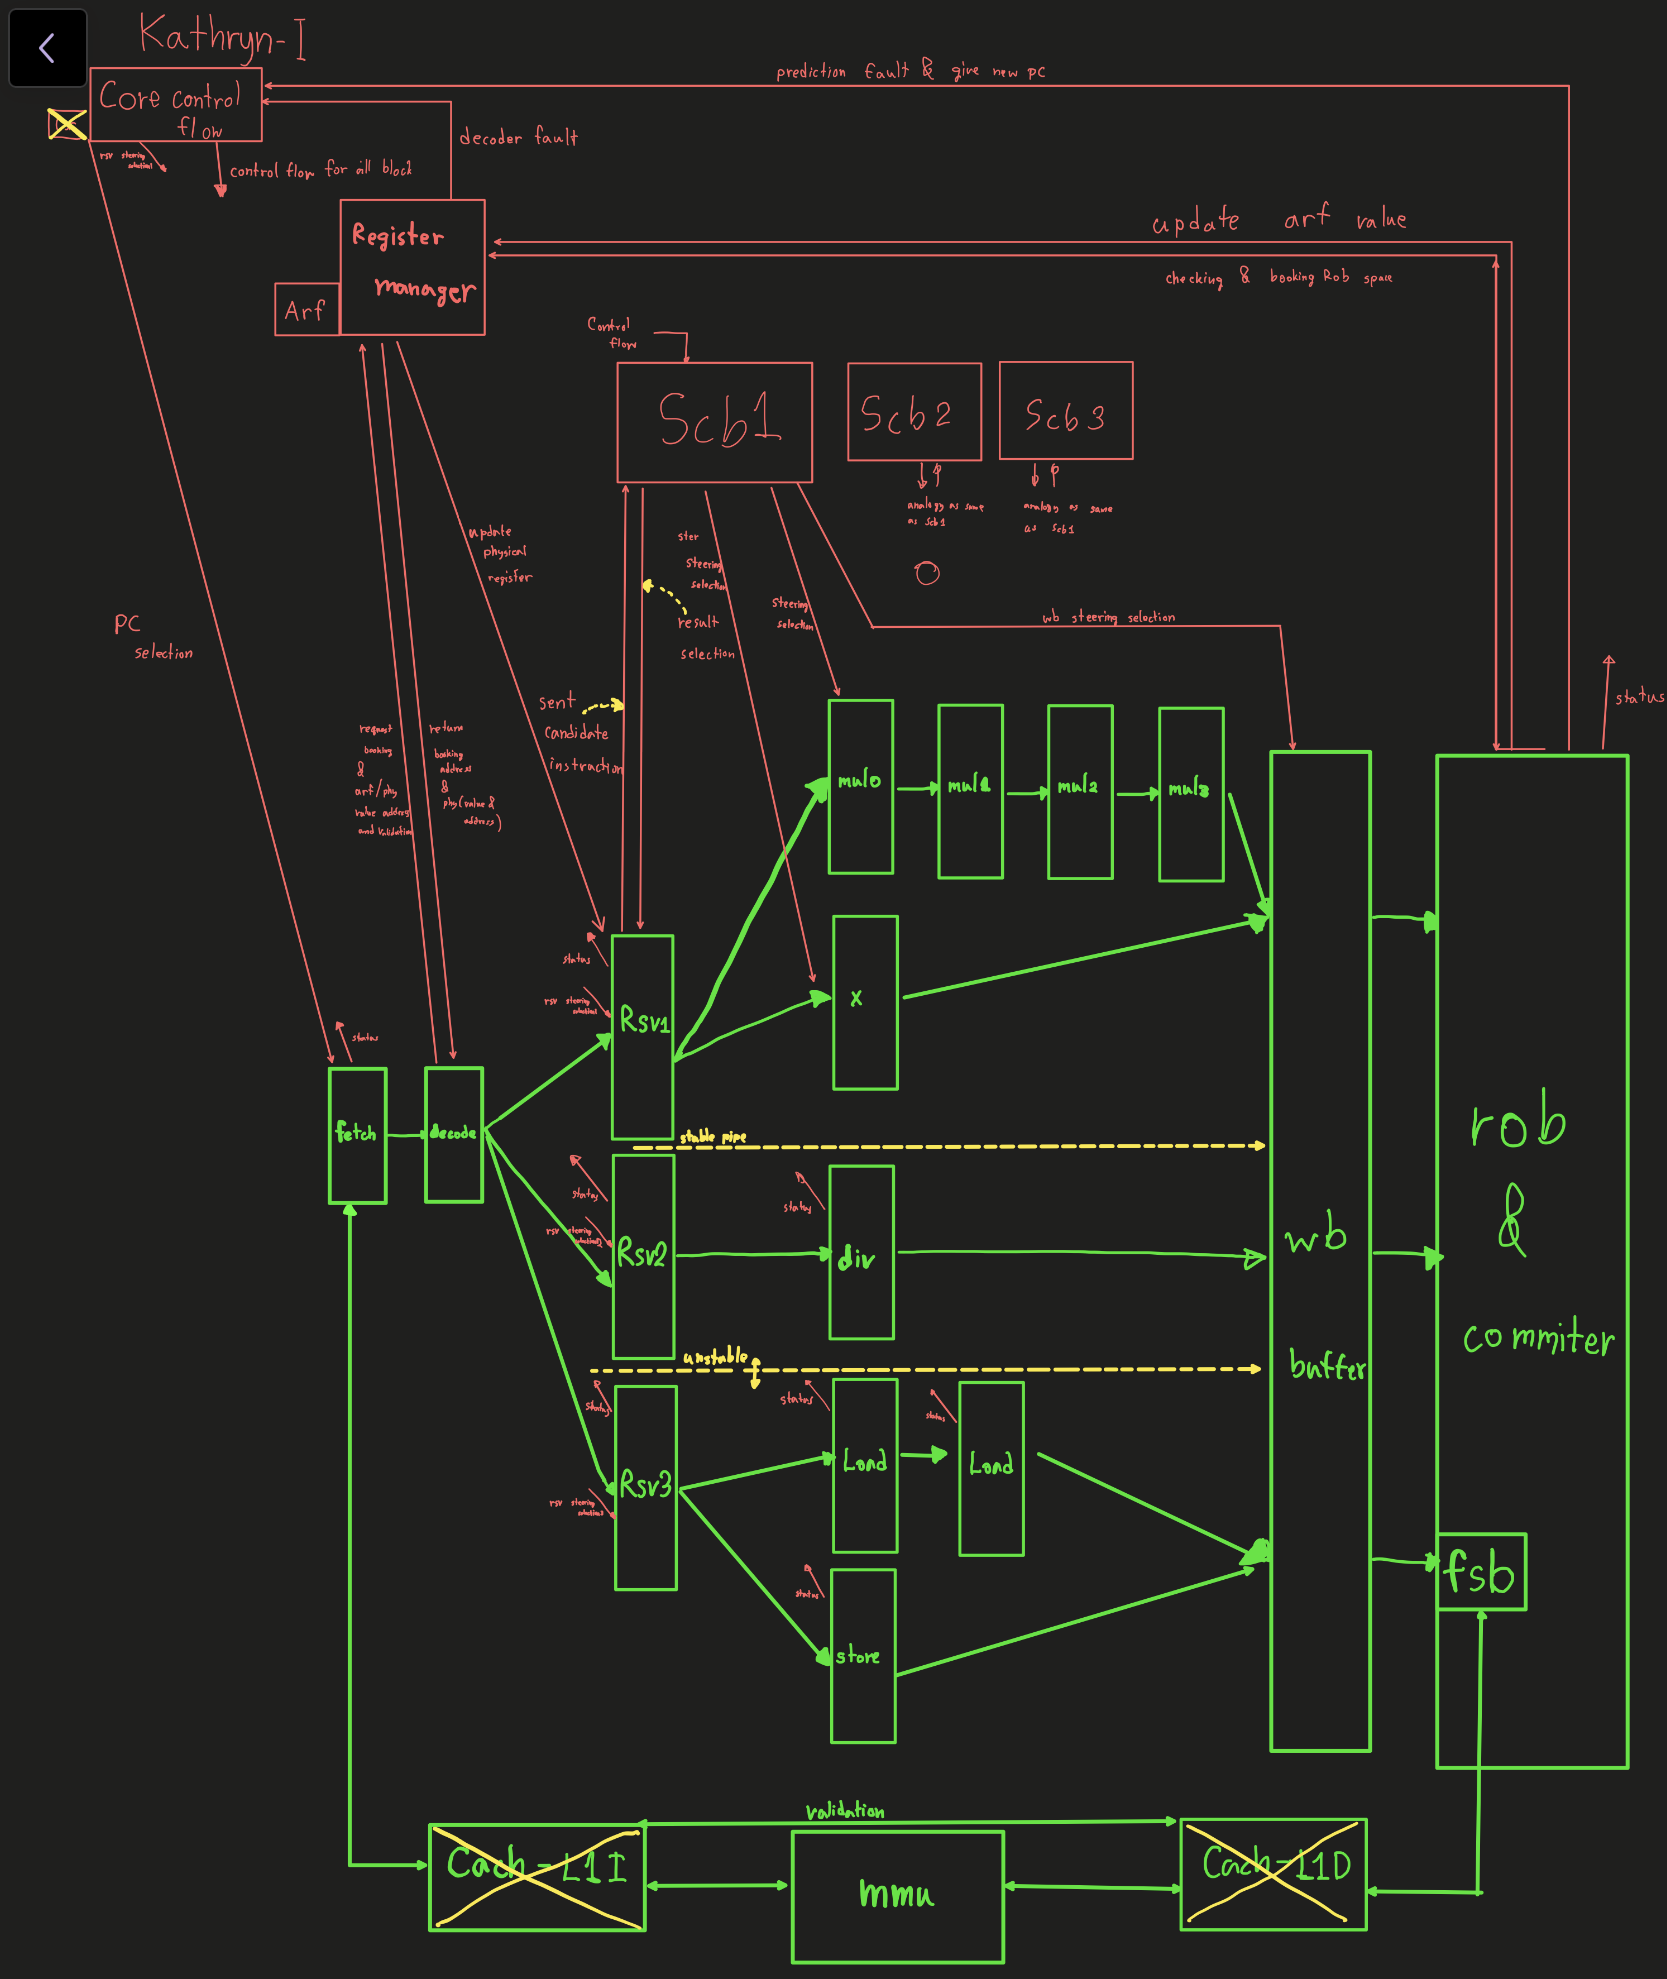 Kathryn-I
prediction fault & give new pc
Core control
flow
decoder fault
rsv steering
selection1
control flow for all block
Register
manager
update arf value
checking & booking Rob space
Arf
Control
flow
Scb1
Scb2
Scb3
analogy as same
as Scb1
analogy as same
as Scb1
update
physical
register
ster
steering
selection
steering
selection
result
selection
wb steering selection
PC
selection
sent
candidate
instruction
status
request
booking
&
arf/phy
value addreg
and validation
return
booking
address
&
phy(value &
address)
mul0
mul1
mul2
mul3
status
rsv steering
selection1
Rsv1
x
status
fetch
decode
stable pipe
rob
&
commiter
status
rsv steering
selection1
Rsv2
status
div
wb
buffer
unstable
status
rsv steering
selection1
Rsv3
status
Load
status
Load
fsb
status
store
validation
Cach-L1I
mmu
Cach-L1D